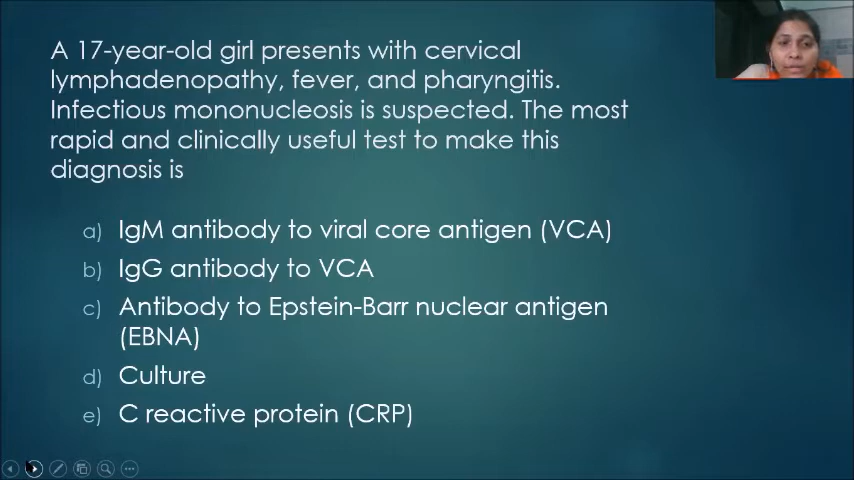 A 17-year-old girl presents with cervical
lymphadenopathy, fever, and pharyngitis.
Infectious mononucleosis is suspected. The most
rapid and clinically useful test to make this
diagnosis is
a) IgM antibody to viral core antigen (VCA)
b) IgG antibody to VCA
c) Antibody to Epstein-Barr nuclear antigen
(EBNA)
d) Culture
e) C reactive protein (CRP)